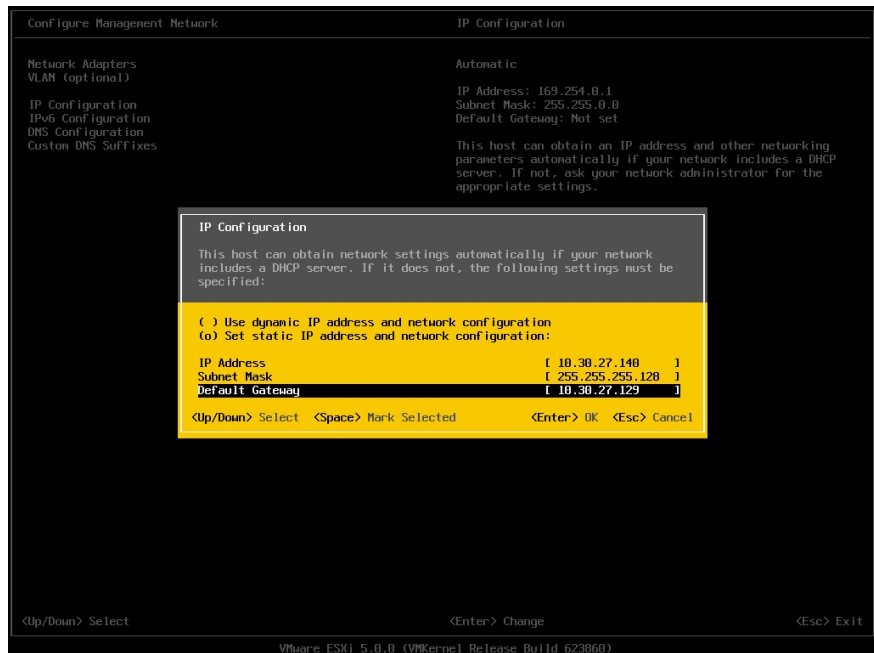 Configure Management Network
IP Configuration
Network Adapters
VLAN (optional)
IP Configuration
IPv6 Configuration
DNS Configuration
Custom DNS Suffixes
Automatic
IP Address: 169.254.0.1
Subnet Mask: 255.255.0.0
Default Gateway: Not set
This host can obtain an IP address and other networking
parameters automatically if your network includes a DHCP
server. If not, ask your network administrator for the
appropriate settings.
IP Configuration
This host can obtain network settings automatically if your network
includes a DHCP server. If it does not, the following settings must be
specified:
( ) Use dynamic IP address and network configuration
(o) Set static IP address and network configuration:
IP Address [ 10.30.27.140 ]
Subnet Mask [ 255.255.255.128 ]
Default Gateway [ 10.30.27.129 ]
<Up/Down> Select <Space> Mark Selected <Enter> OK <Esc> Cancel
<Up/Down> Select <Enter> Change <Esc> Exit
VMware ESXi 5.0.0 (VMKernel Release Build 623860)